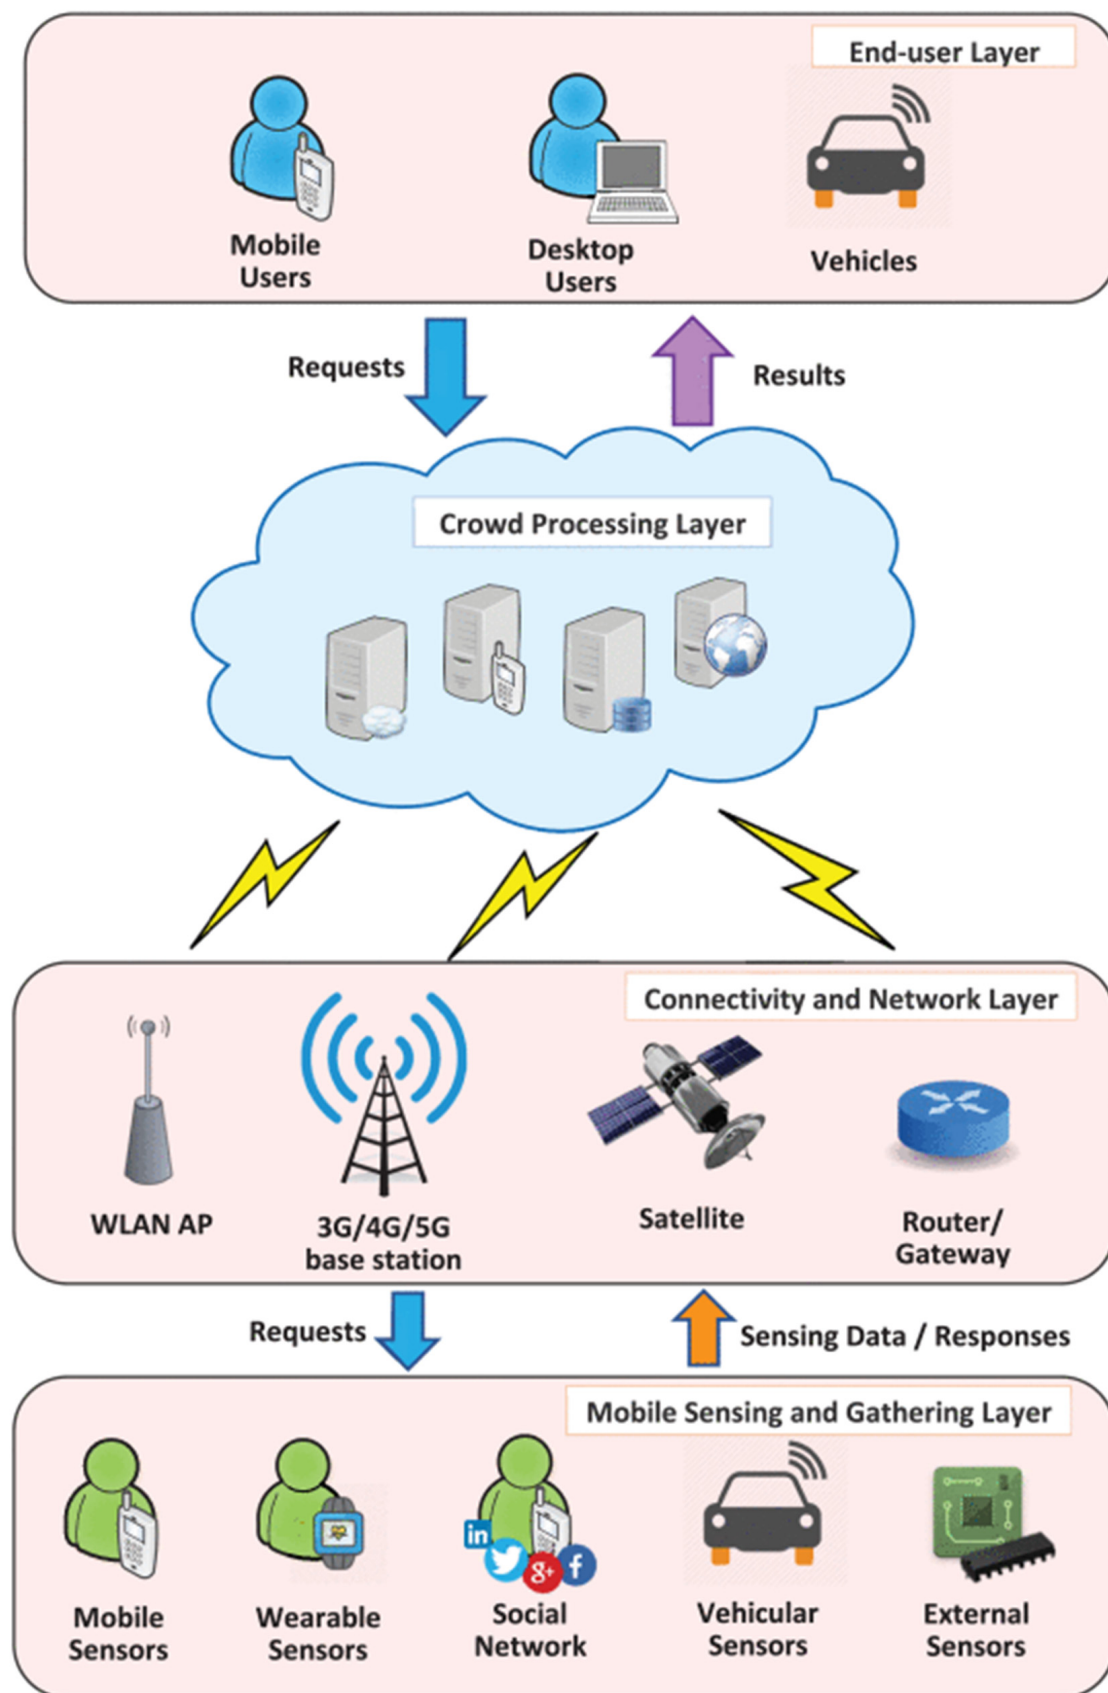 End-user Layer
Mobile
Users
Desktop
Users
Vehicles
Requests
Results
Crowd Processing Layer
Connectivity and Network Layer
WLAN AP
3G/4G/5G
base station
Satellite
Router/
Gateway
Requests
Sensing Data / Responses
Mobile Sensing and Gathering Layer
in
g+
f
Mobile
Sensors
Wearable
Sensors
Social
Network
Vehicular
Sensors
External
Sensors